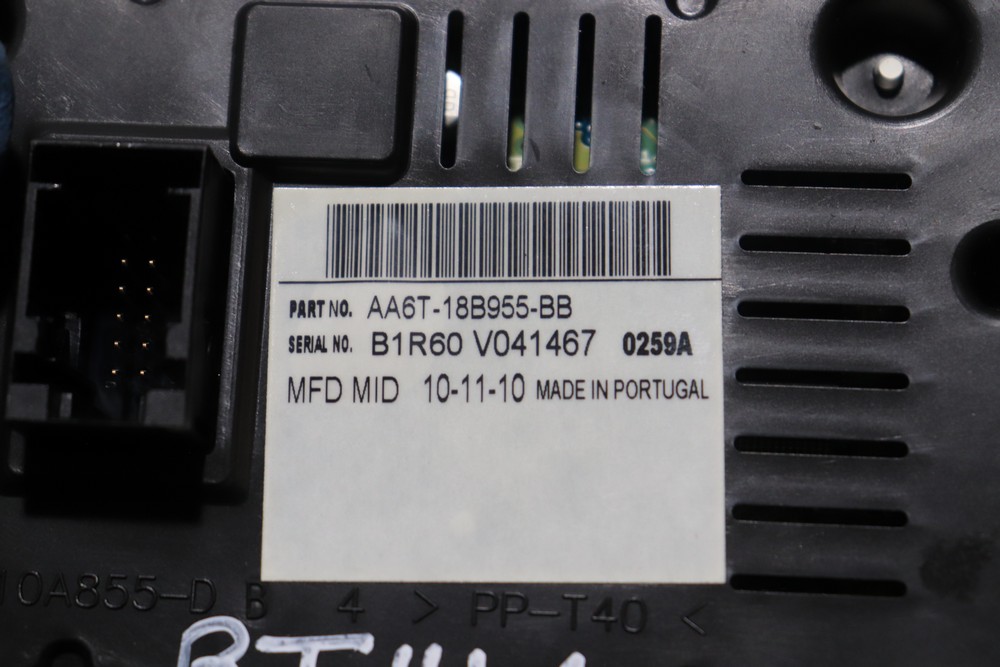 PART NO. AA6T-18B955-BB
SERIAL NO. B1R60 V041467 0259A
MFD MID 10-11-10 MADE IN PORTUGAL
10A855-D B 4 > PP-T40 <